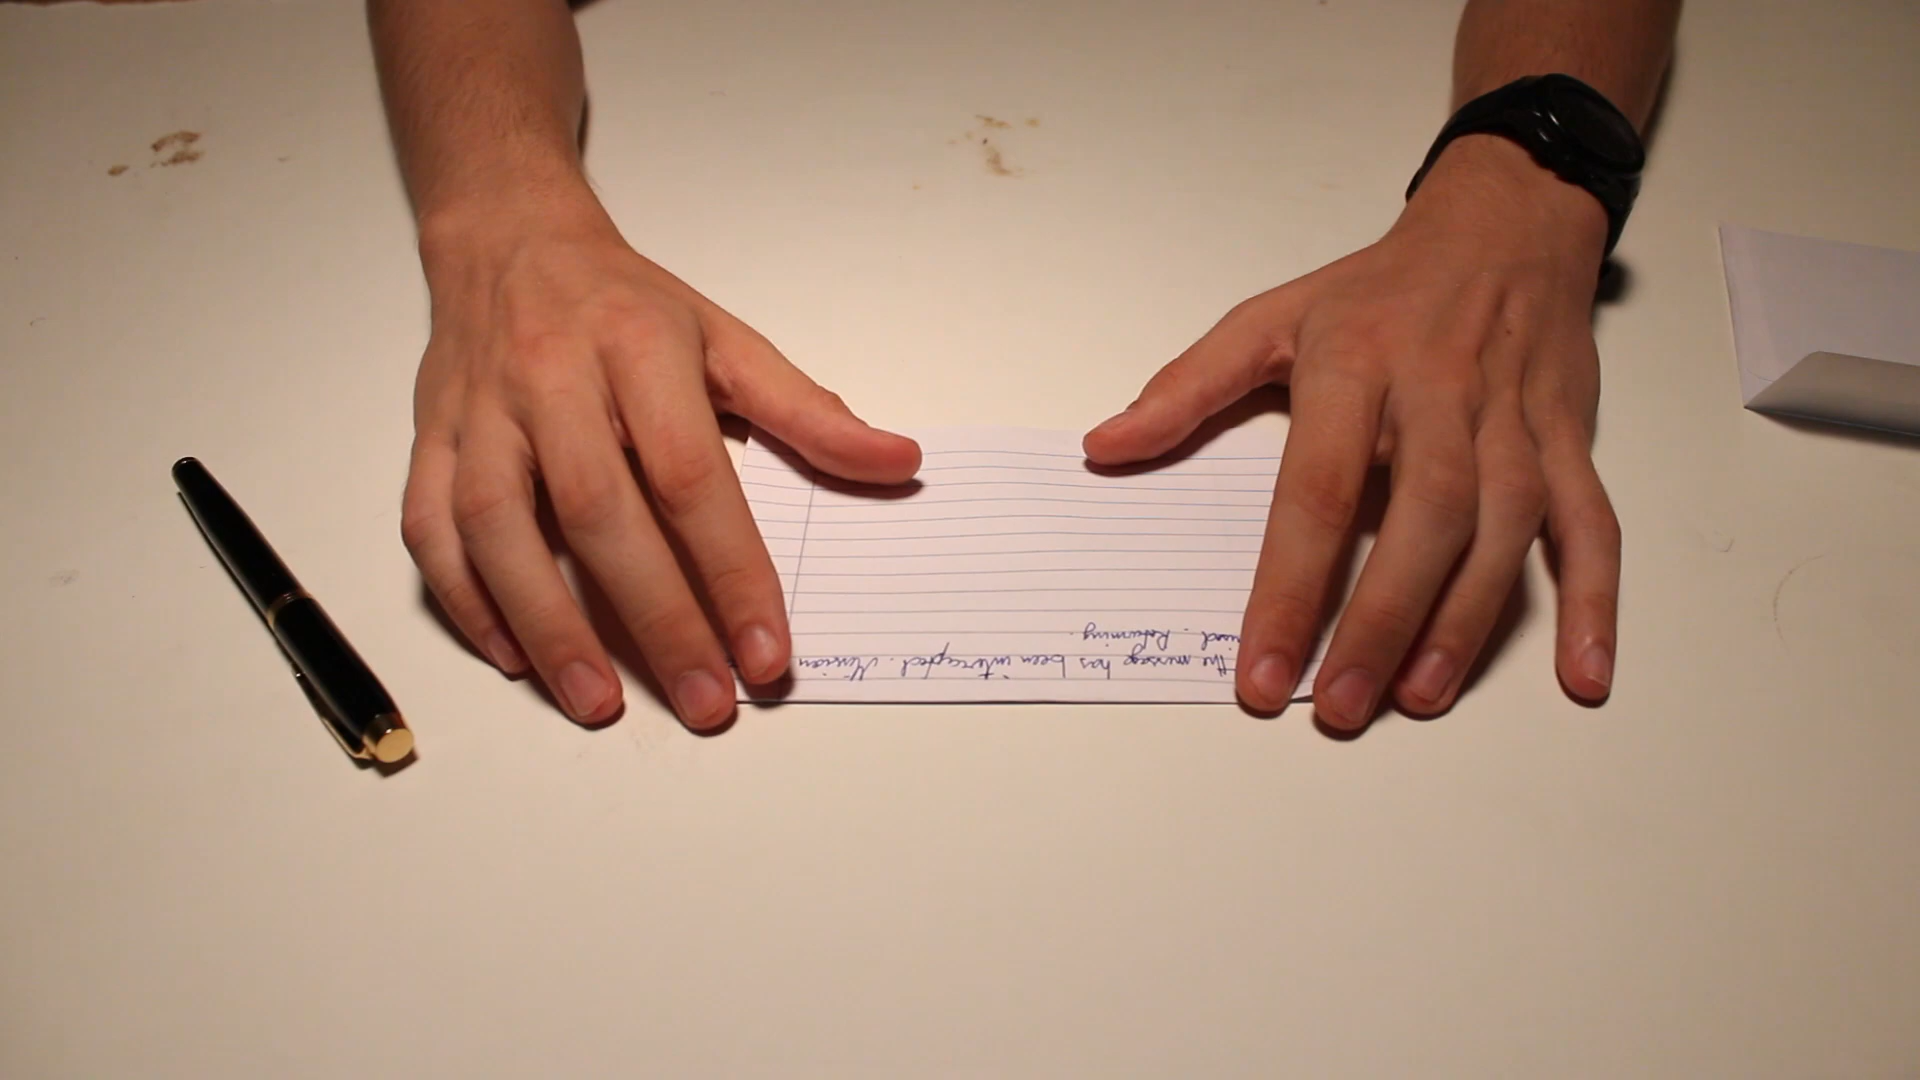 The message has been intercepted. Mission
Returning.